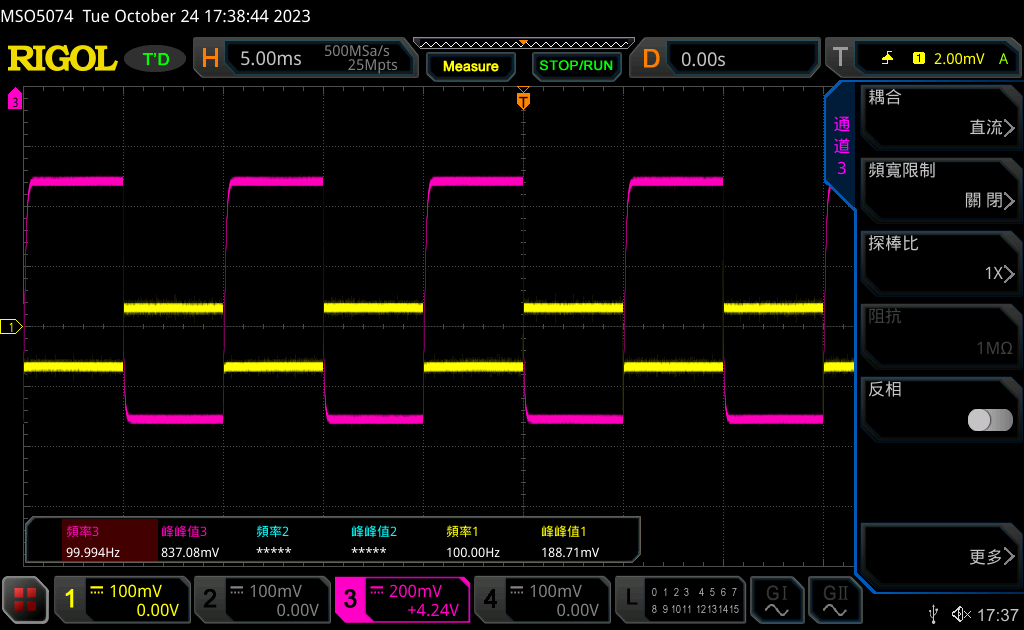 MSO5074 Tue October 24 17:38:44 2023
RIGOL T'D H 5.00ms 500MSa/s 25Mpts Measure STOP/RUN D 0.00s T 1 2.00mV A
3
T
1
通道3
耦合
直流
頻寬限制
關閉
探棒比
1X
阻抗
1MΩ
反相
更多
頻率3 峰峰值3 頻率2 峰峰值2 頻率1 峰峰值1
99.994Hz 837.08mV ***** ***** 100.00Hz 188.71mV
1 100mV 0.00V
2 100mV 0.00V
3 200mV +4.24V
4 100mV 0.00V
L 0 1 2 3 4 5 6 7
8 9 10 11 12 13 14 15
GI GII
17:37